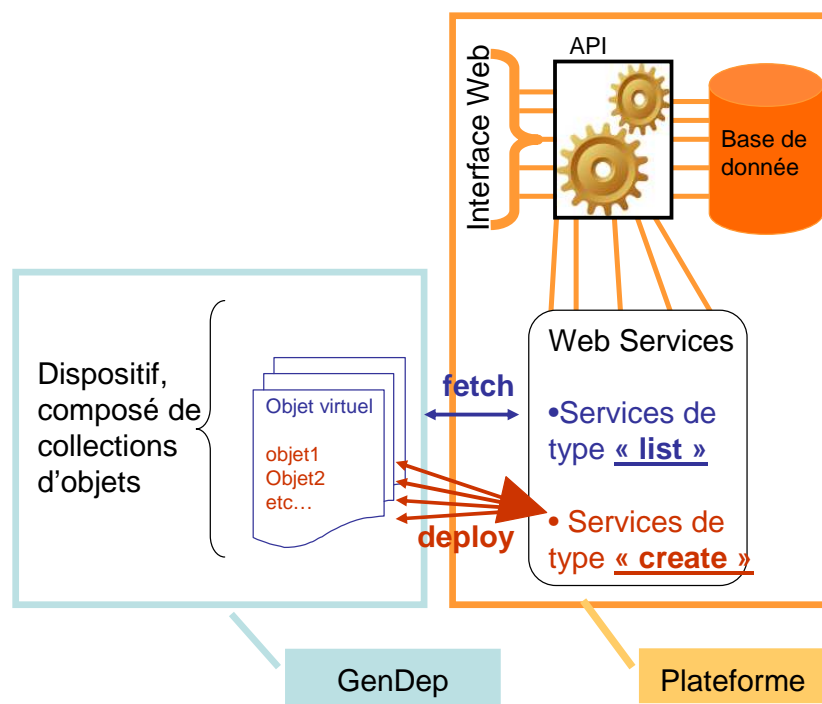 API
Interface Web
Base de
donnée
Dispositif,
composé de
collections
d'objets
Objet virtuel
objet1
Objet2
etc…
fetch
deploy
Web Services
•Services de
type « list »
• Services de
type « create »
GenDep
Plateforme